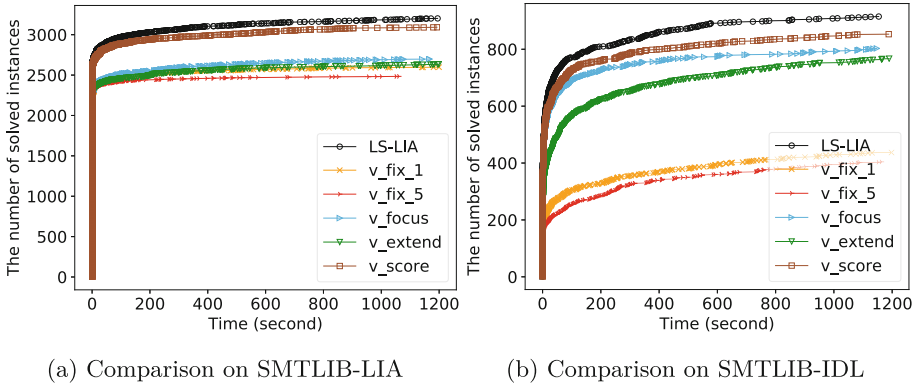 The number of solved instances
3000
2500
2000
1500
1000
500
0
LS-LIA
v_fix_1
v_fix_5
v_focus
v_extend
v_score
0 200 400 600 800 1000 1200
Time (second)
(a) Comparison on SMTLIB-LIA
The number of solved instances
800
600
400
200
0
LS-LIA
v_fix_1
v_fix_5
v_focus
v_extend
v_score
0 200 400 600 800 1000 1200
Time (second)
(b) Comparison on SMTLIB-IDL